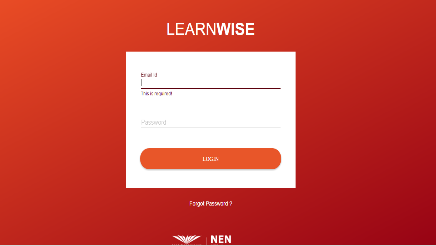 LEARNWISE
Email Id
This is required
Password
LOGIN
Forgot Password ?
NEN